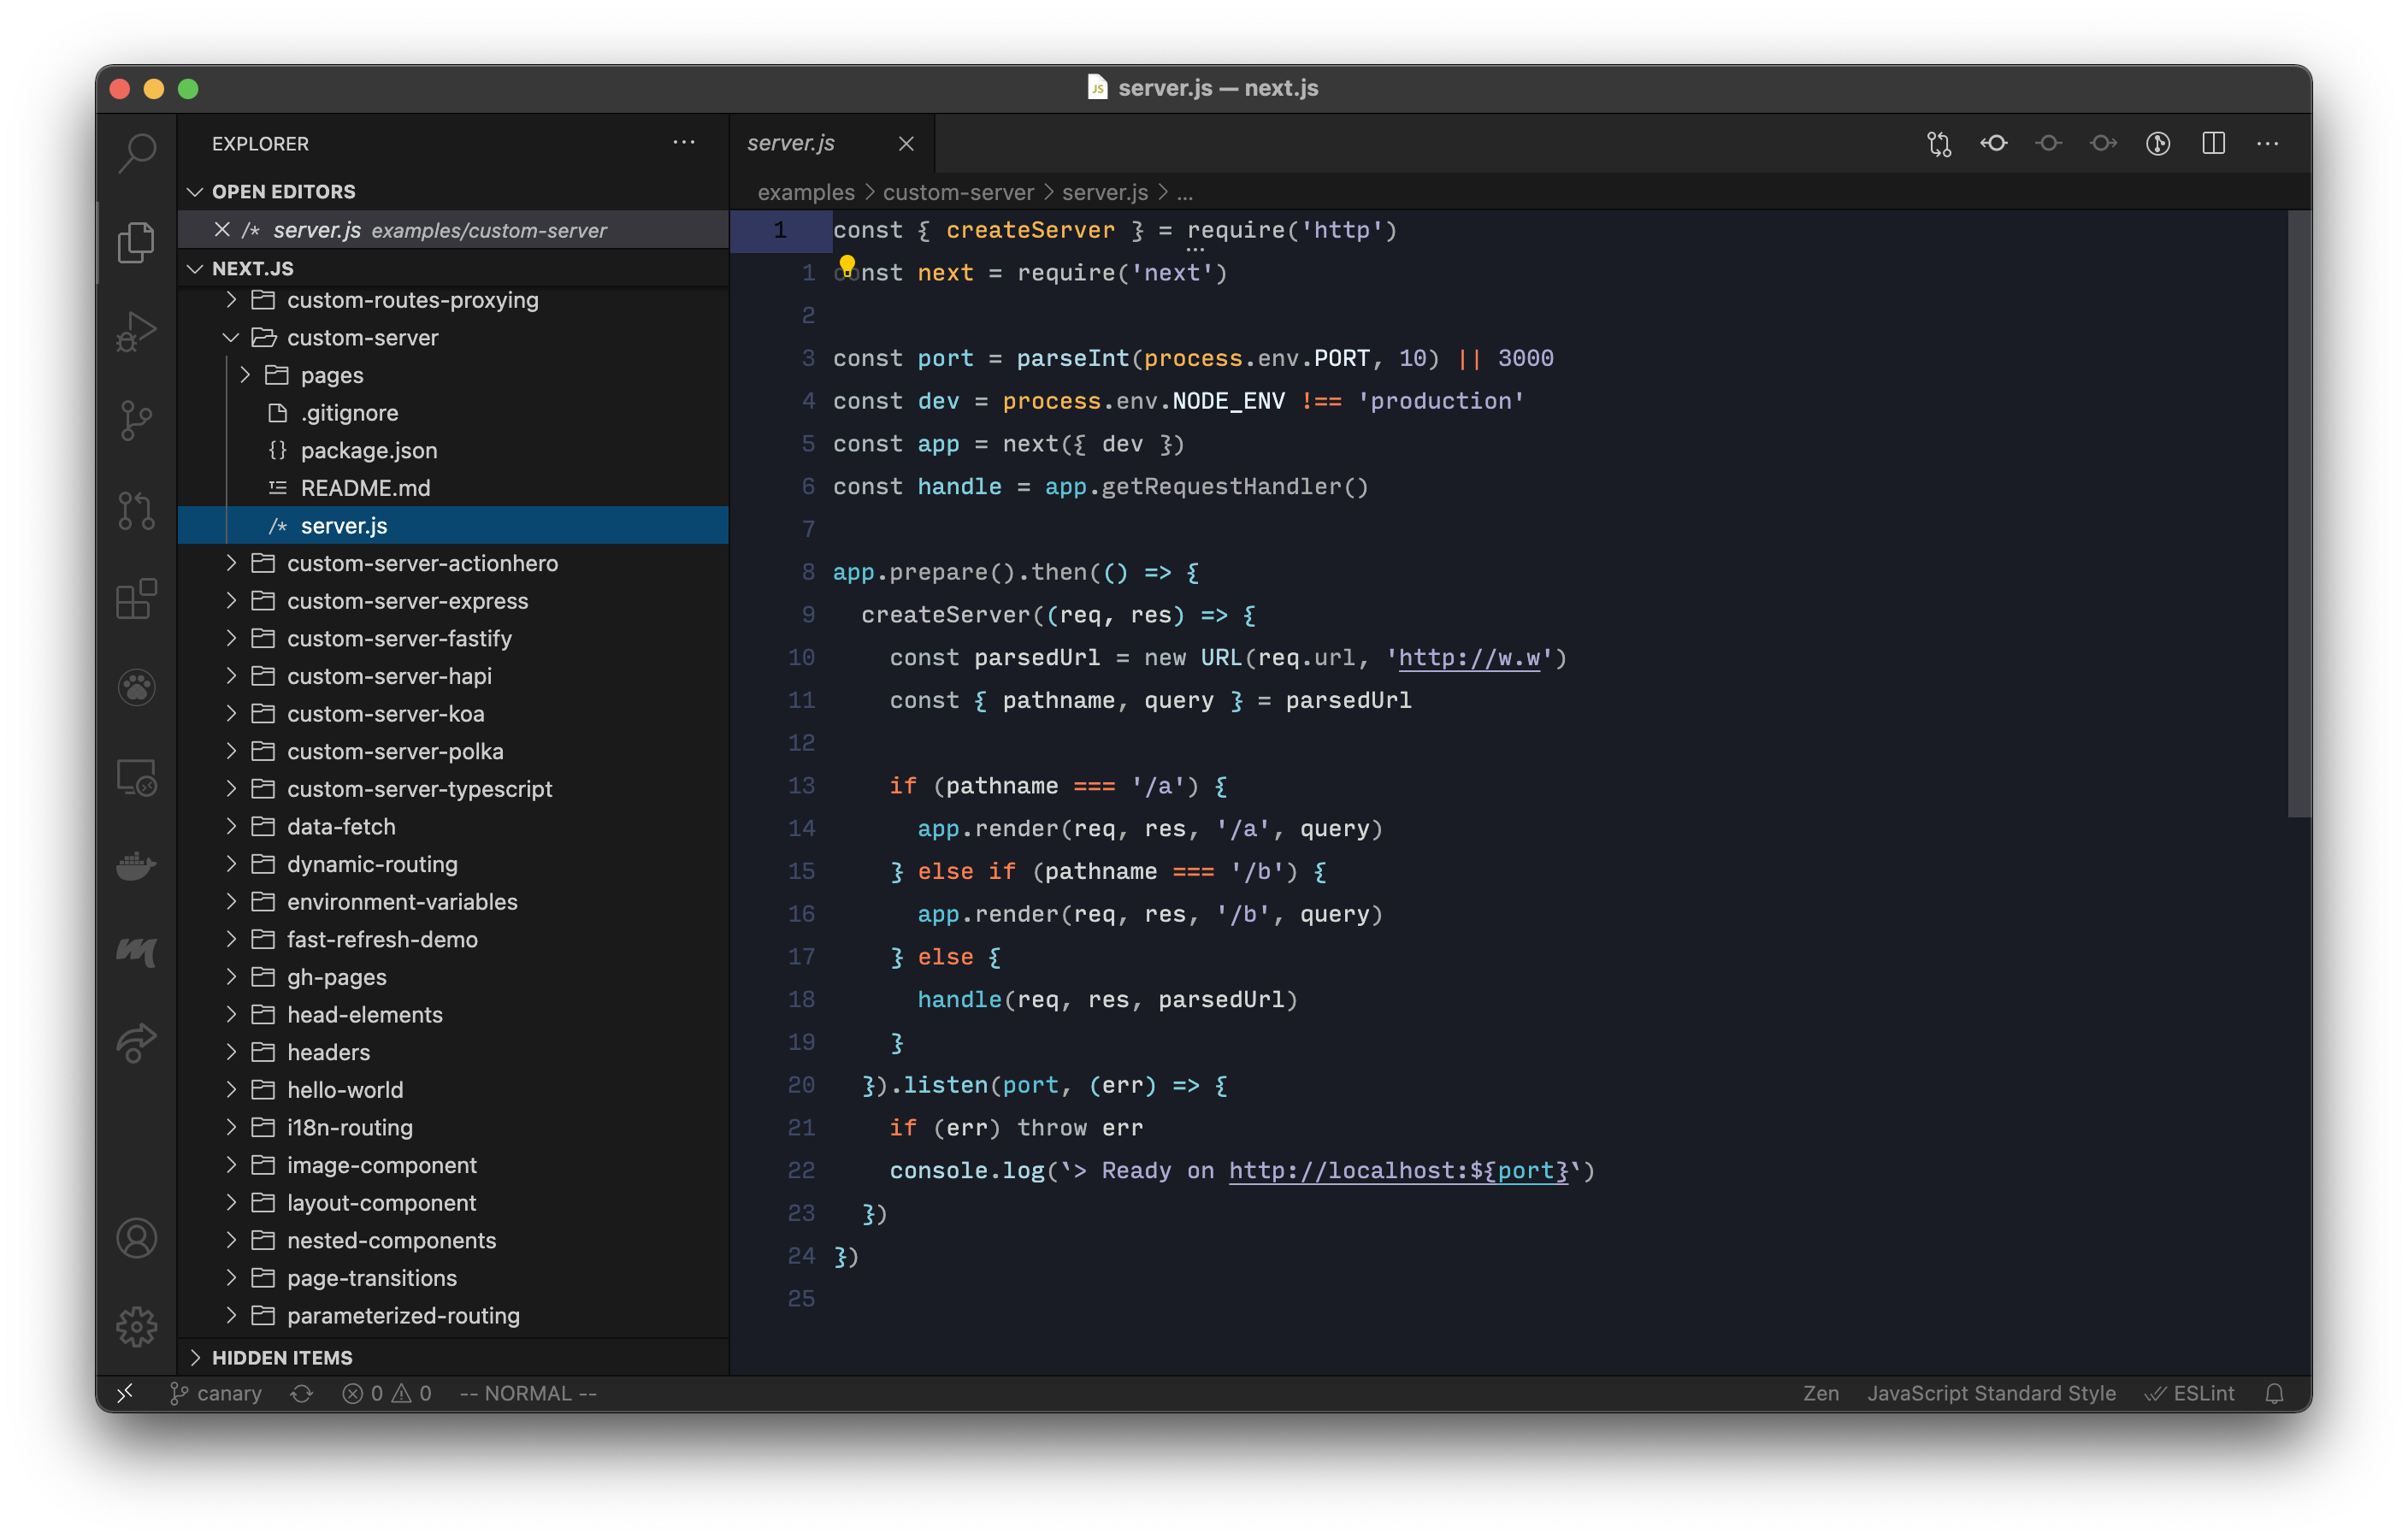 JS server.js — next.js
EXPLORER
OPEN EDITORS
/* server.js examples/custom-server
NEXT.JS
custom-routes-proxying
custom-server
pages
.gitignore
{} package.json
README.md
/* server.js
custom-server-actionhero
custom-server-express
custom-server-fastify
custom-server-hapi
custom-server-koa
custom-server-polka
custom-server-typescript
data-fetch
dynamic-routing
environment-variables
fast-refresh-demo
gh-pages
head-elements
headers
hello-world
i18n-routing
image-component
layout-component
nested-components
page-transitions
parameterized-routing
HIDDEN ITEMS
server.js
examples > custom-server > server.js > ...
1 const { createServer } = require('http')
1 const next = require('next')
2
3 const port = parseInt(process.env.PORT, 10) || 3000
4 const dev = process.env.NODE_ENV !== 'production'
5 const app = next({ dev })
6 const handle = app.getRequestHandler()
7
8 app.prepare().then(() => {
9   createServer((req, res) => {
10     const parsedUrl = new URL(req.url, 'http://w.w')
11     const { pathname, query } = parsedUrl
12
13     if (pathname === '/a') {
14       app.render(req, res, '/a', query)
15     } else if (pathname === '/b') {
16       app.render(req, res, '/b', query)
17     } else {
18       handle(req, res, parsedUrl)
19     }
20   }).listen(port, (err) => {
21     if (err) throw err
22     console.log(`> Ready on http://localhost:${port}`)
23   })
24 })
25
canary 0 0 -- NORMAL -- Zen JavaScript Standard Style ESLint